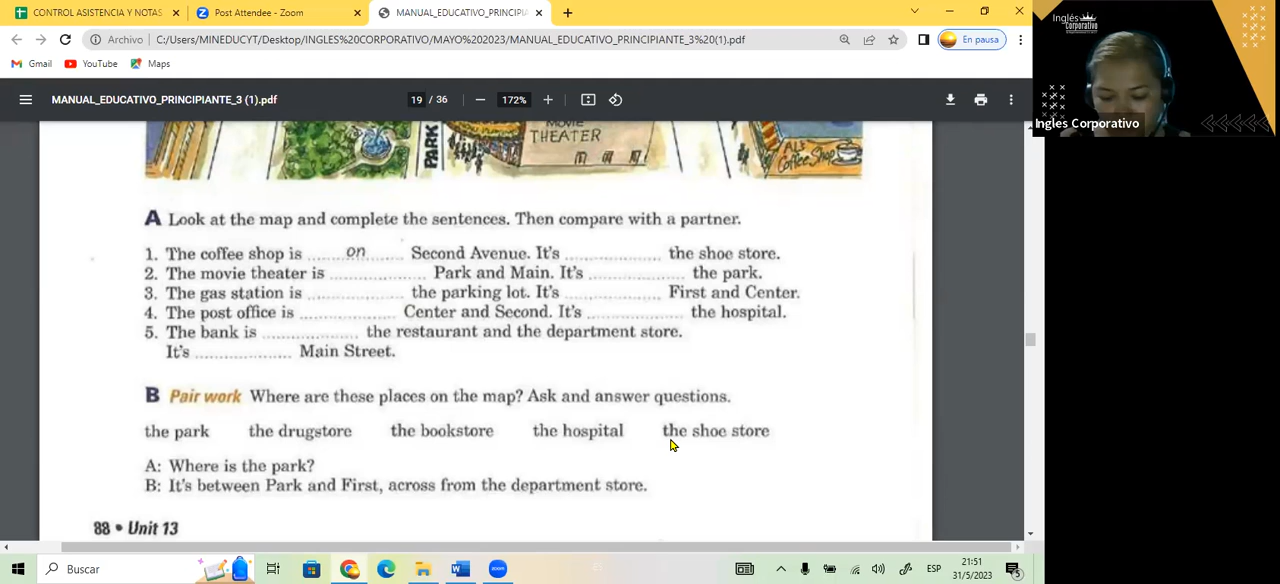 CONTROL ASISTENCIA Y NOTAS
Post Attendee - Zoom
MANUAL_EDUCATIVO_PRINCIPIA
Archivo
C:/Users/MINEDUCYT/Desktop/INGLES%20CORPORATIVO/MAYO%202023/MANUAL_EDUCATIVO_PRINCIPIANTE_3%20(1).pdf
En pausa
Gmail
YouTube
Maps
Inglés
Corporativo
MANUAL_EDUCATIVO_PRINCIPIANTE_3 (1).pdf
19 / 36
172%
Ingles Corporativo
PARK
MOVIE
THEATER
AL'S
Coffee Shop
A Look at the map and complete the sentences. Then compare with a partner.
1. The coffee shop is ......on...... Second Avenue. It's .................. the shoe store.
2. The movie theater is .................. Park and Main. It's .................. the park.
3. The gas station is .................. the parking lot. It's .................. First and Center.
4. The post office is .................. Center and Second. It's .................. the hospital.
5. The bank is .................. the restaurant and the department store.
It's .................. Main Street.
B Pair work Where are these places on the map? Ask and answer questions.
the park the drugstore the bookstore the hospital the shoe store
A: Where is the park?
B: It's between Park and First, across from the department store.
88 • Unit 13
Buscar
ESP
21:51
31/5/2023
5